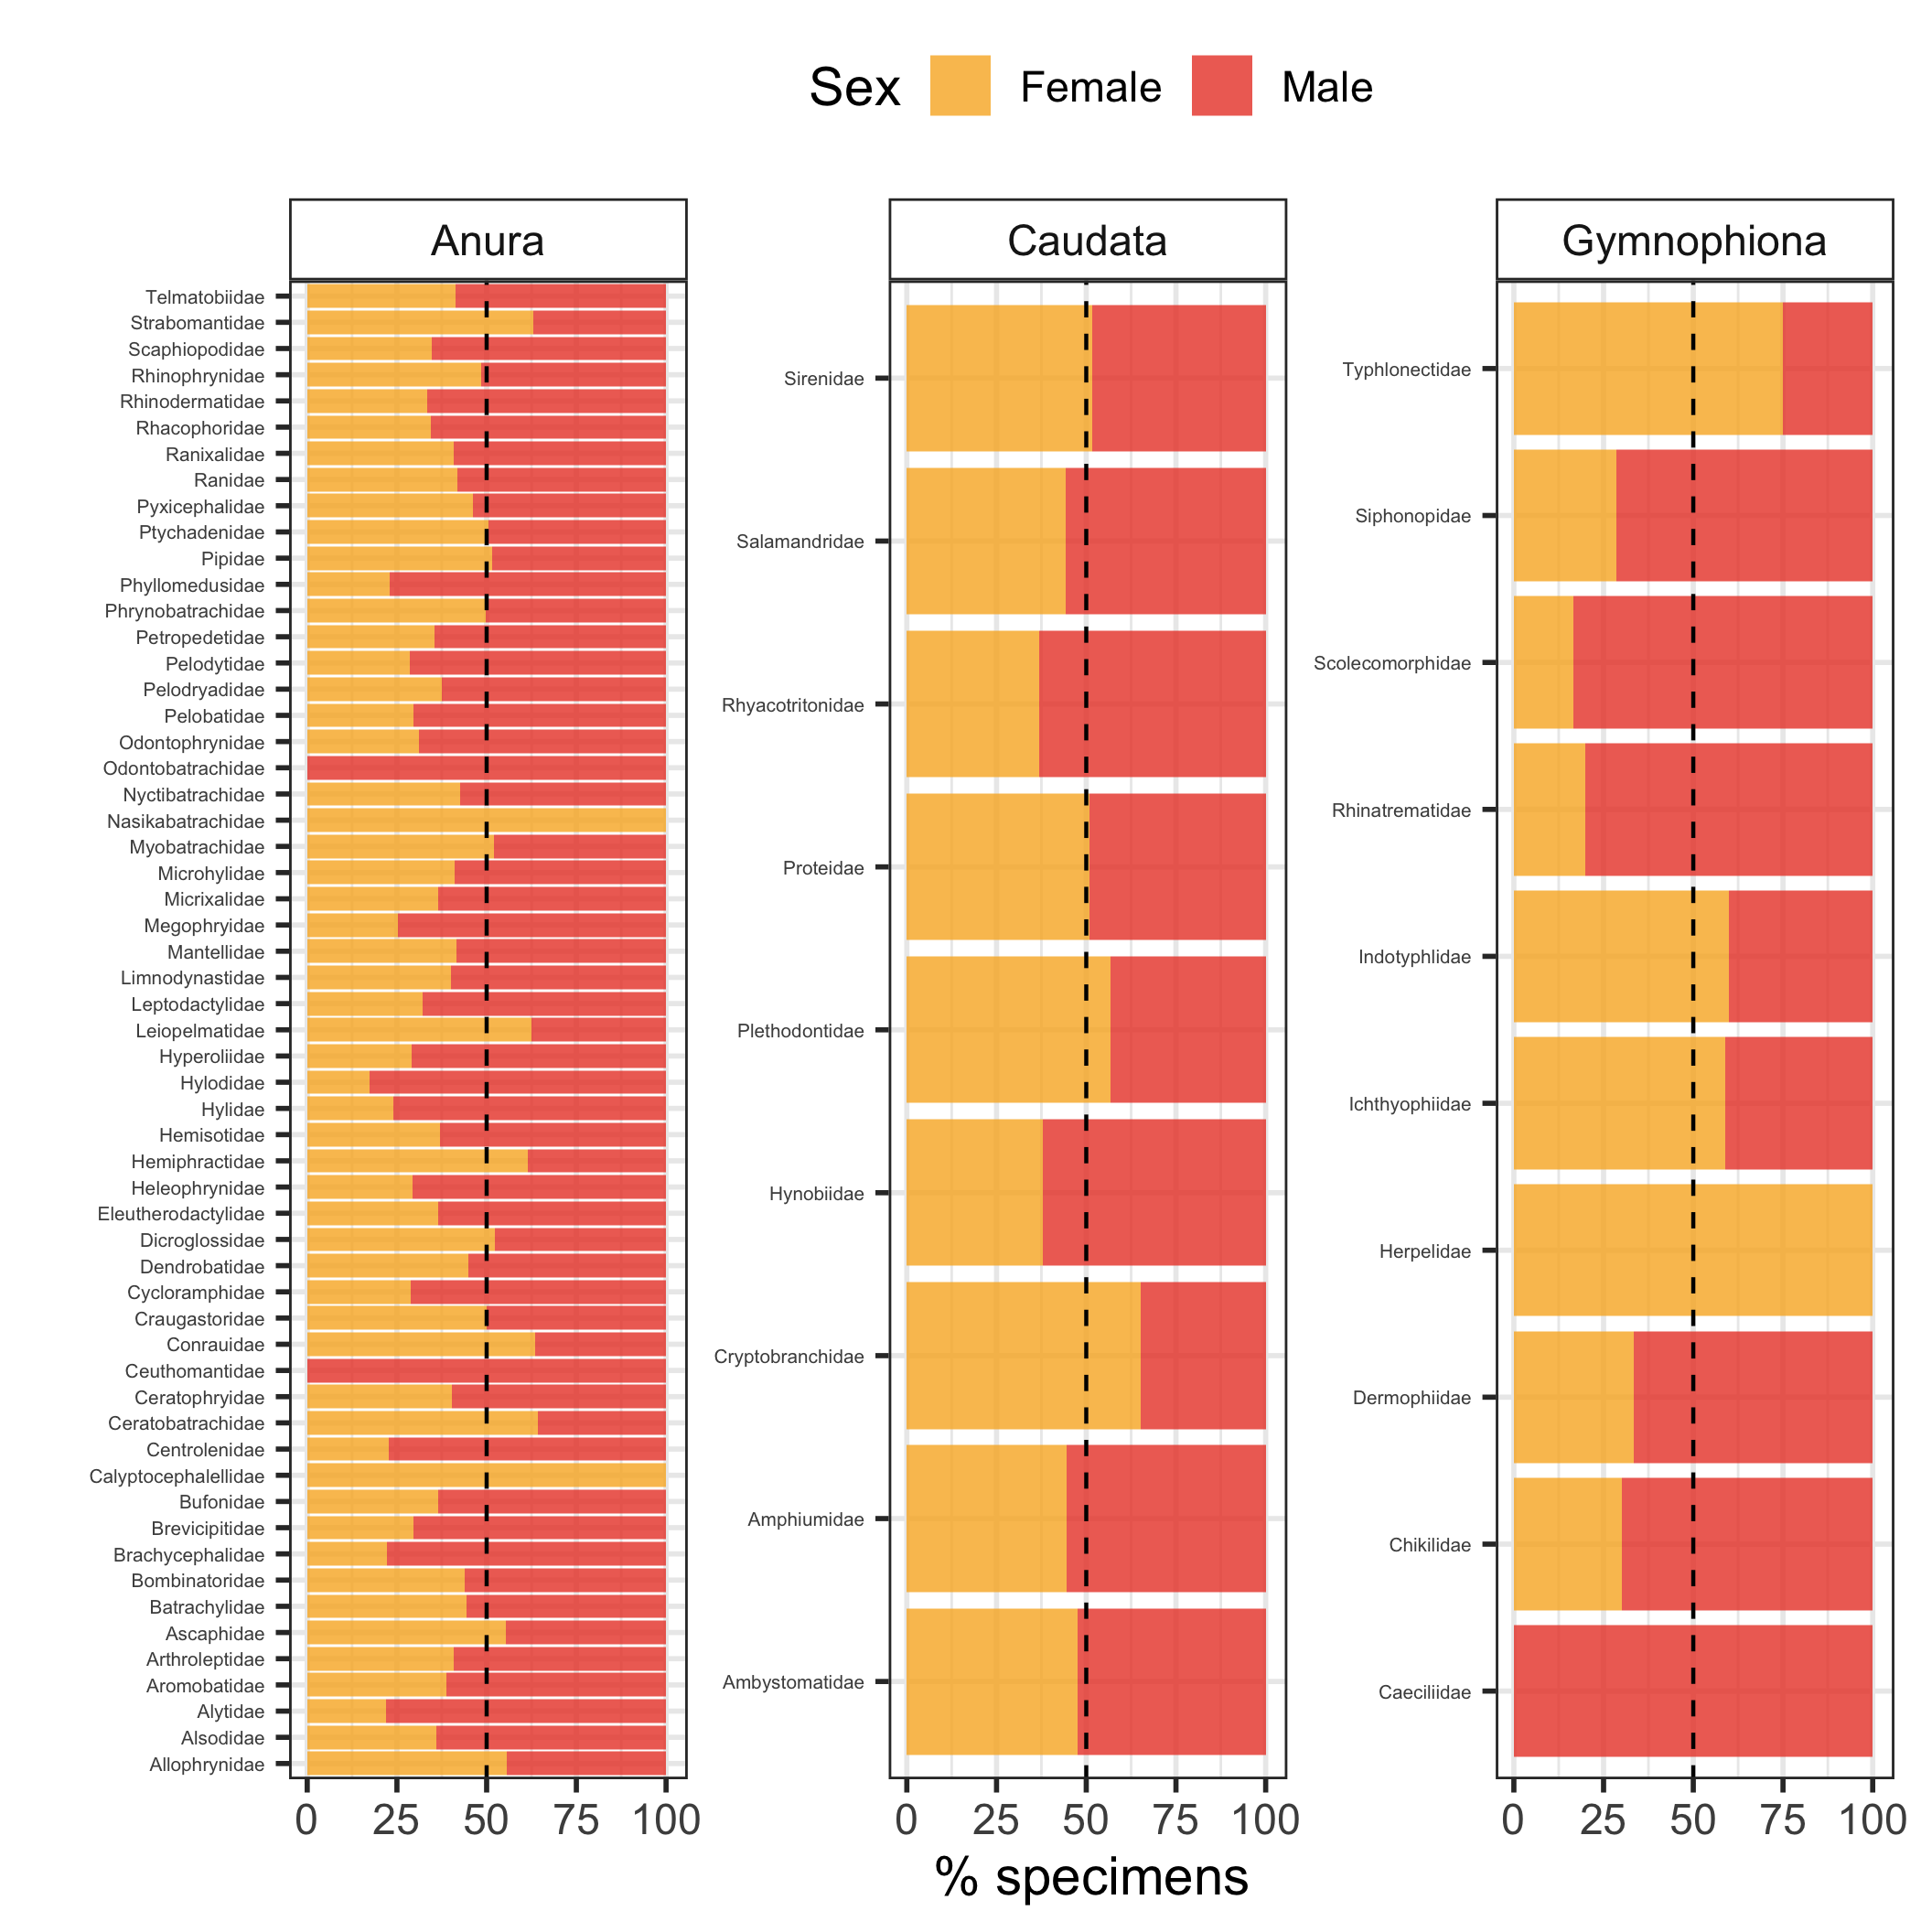 Sex Female Male
Anura
Telmatobiidae
Strabomantidae
Scaphiopodidae
Rhinophrynidae
Rhinodermatidae
Rhacophoridae
Ranixalidae
Ranidae
Pyxicephalidae
Ptychadenidae
Pipidae
Phyllomedusidae
Phrynobatrachidae
Petropedetidae
Pelodytidae
Pelodryadidae
Pelobatidae
Odontophrynidae
Odontobatrachidae
Nyctibatrachidae
Nasikabatrachidae
Myobatrachidae
Microhylidae
Micrixalidae
Megophryidae
Mantellidae
Limnodynastidae
Leptodactylidae
Leiopelmatidae
Hyperoliidae
Hylodidae
Hylidae
Hemisotidae
Hemiphractidae
Heleophrynidae
Eleutherodactylidae
Dicroglossidae
Dendrobatidae
Cycloramphidae
Craugastoridae
Conrauidae
Ceuthomantidae
Ceratophryidae
Ceratobatrachidae
Centrolenidae
Calyptocephalellidae
Bufonidae
Brevicipitidae
Brachycephalidae
Bombinatoridae
Batrachylidae
Ascaphidae
Arthroleptidae
Aromobatidae
Alytidae
Alsodidae
Allophrynidae
0 25 50 75 100
Caudata
Sirenidae
Salamandridae
Rhyacotritonidae
Proteidae
Plethodontidae
Hynobiidae
Cryptobranchidae
Amphiumidae
Ambystomatidae
0 25 50 75 100
Gymnophiona
Typhlonectidae
Siphonopidae
Scolecomorphidae
Rhinatrematidae
Indotyphlidae
Ichthyophiidae
Herpelidae
Dermophiidae
Chikilidae
Caeciliidae
0 25 50 75 100
% specimens